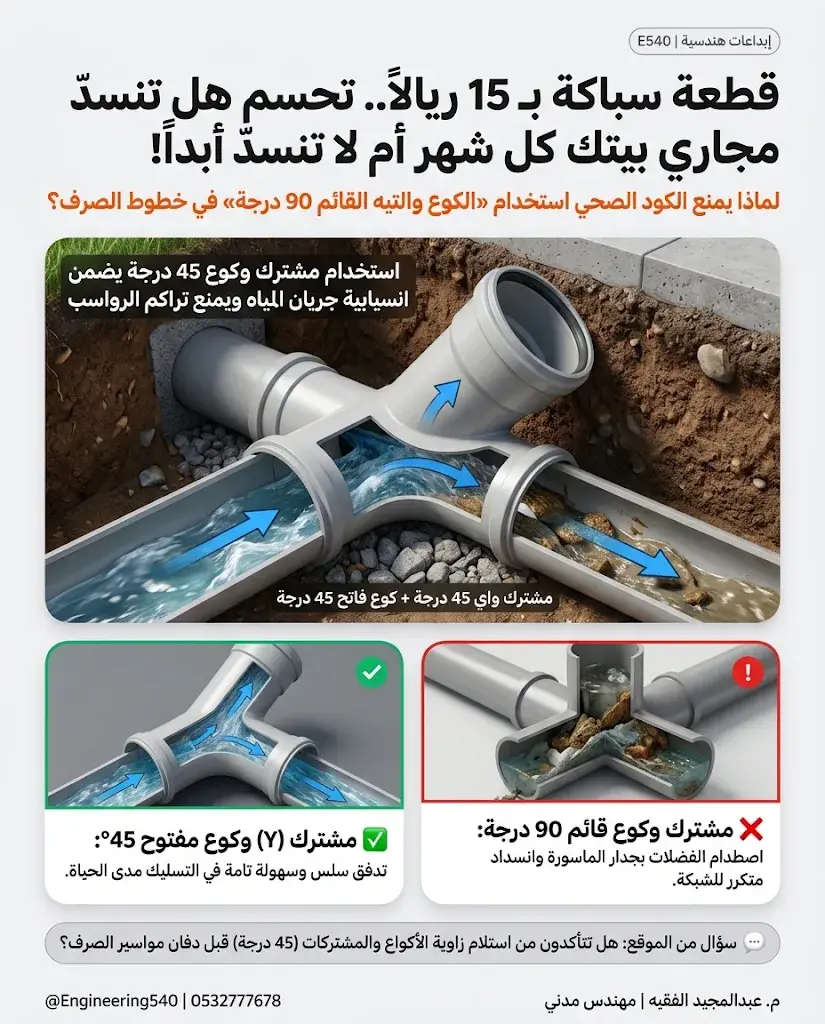 إبداعات هندسية | E540
قطعة سباكة بـ 15 ريالاً.. تحسم هل تنسدّ
مجاري بيتك كل شهر أم لا تنسدّ أبداً!
لماذا يمنع الكود الصحي استخدام «الكوع والتيه القائم 90 درجة» في خطوط الصرف؟
استخدام مشترك وكوع 45 درجة يضمن
انسيابية جريان المياه ويمنع تراكم الرواسب
مشترك واي 45 درجة + كوع فاتح 45 درجة
❌ مشترك وكوع قائم 90 درجة:
اصطدام الفضلات بجدار الماسورة وانسداد
متكرر للشبكة.
✅ مشترك (Y) وكوع مفتوح 45°:
تدفق سلس وسهولة تامة في التسليك مدى الحياة.
💬 سؤال من الموقع: هل تتأكدون من استلام زاوية الأكواع والمشتركات (45 درجة) قبل دفان مواسير الصرف؟
م. عبدالمجيد الفقيه | مهندس مدني
@Engineering540 | 0532777678